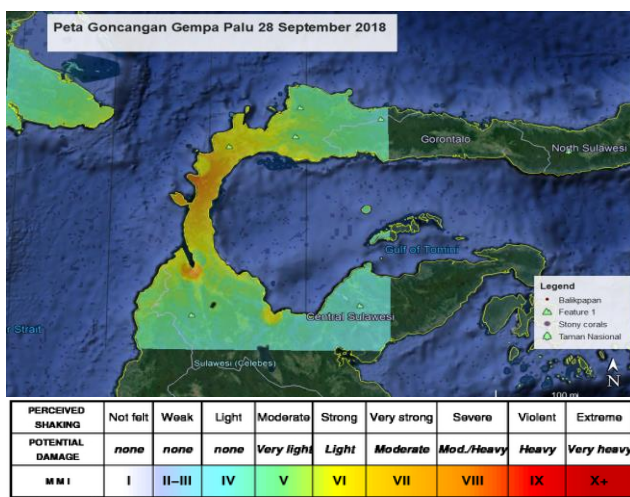 Peta Goncangan Gempa Palu 28 September 2018
Gorontalo
North Sulawesi
Gulf of Tomini
Central Sulawesi
Sulawesi (Celebes)
r Strait
Legend
Balikpapan
Feature 1
Stony corals
Taman Nasional
N
100 mi
PERCEIVED SHAKING Not felt Weak Light Moderate Strong Very strong Severe Violent Extreme
POTENTIAL DAMAGE none none none Very light Light Moderate Mod./Heavy Heavy Very heavy
MMI I II–III IV V VI VII VIII IX X+